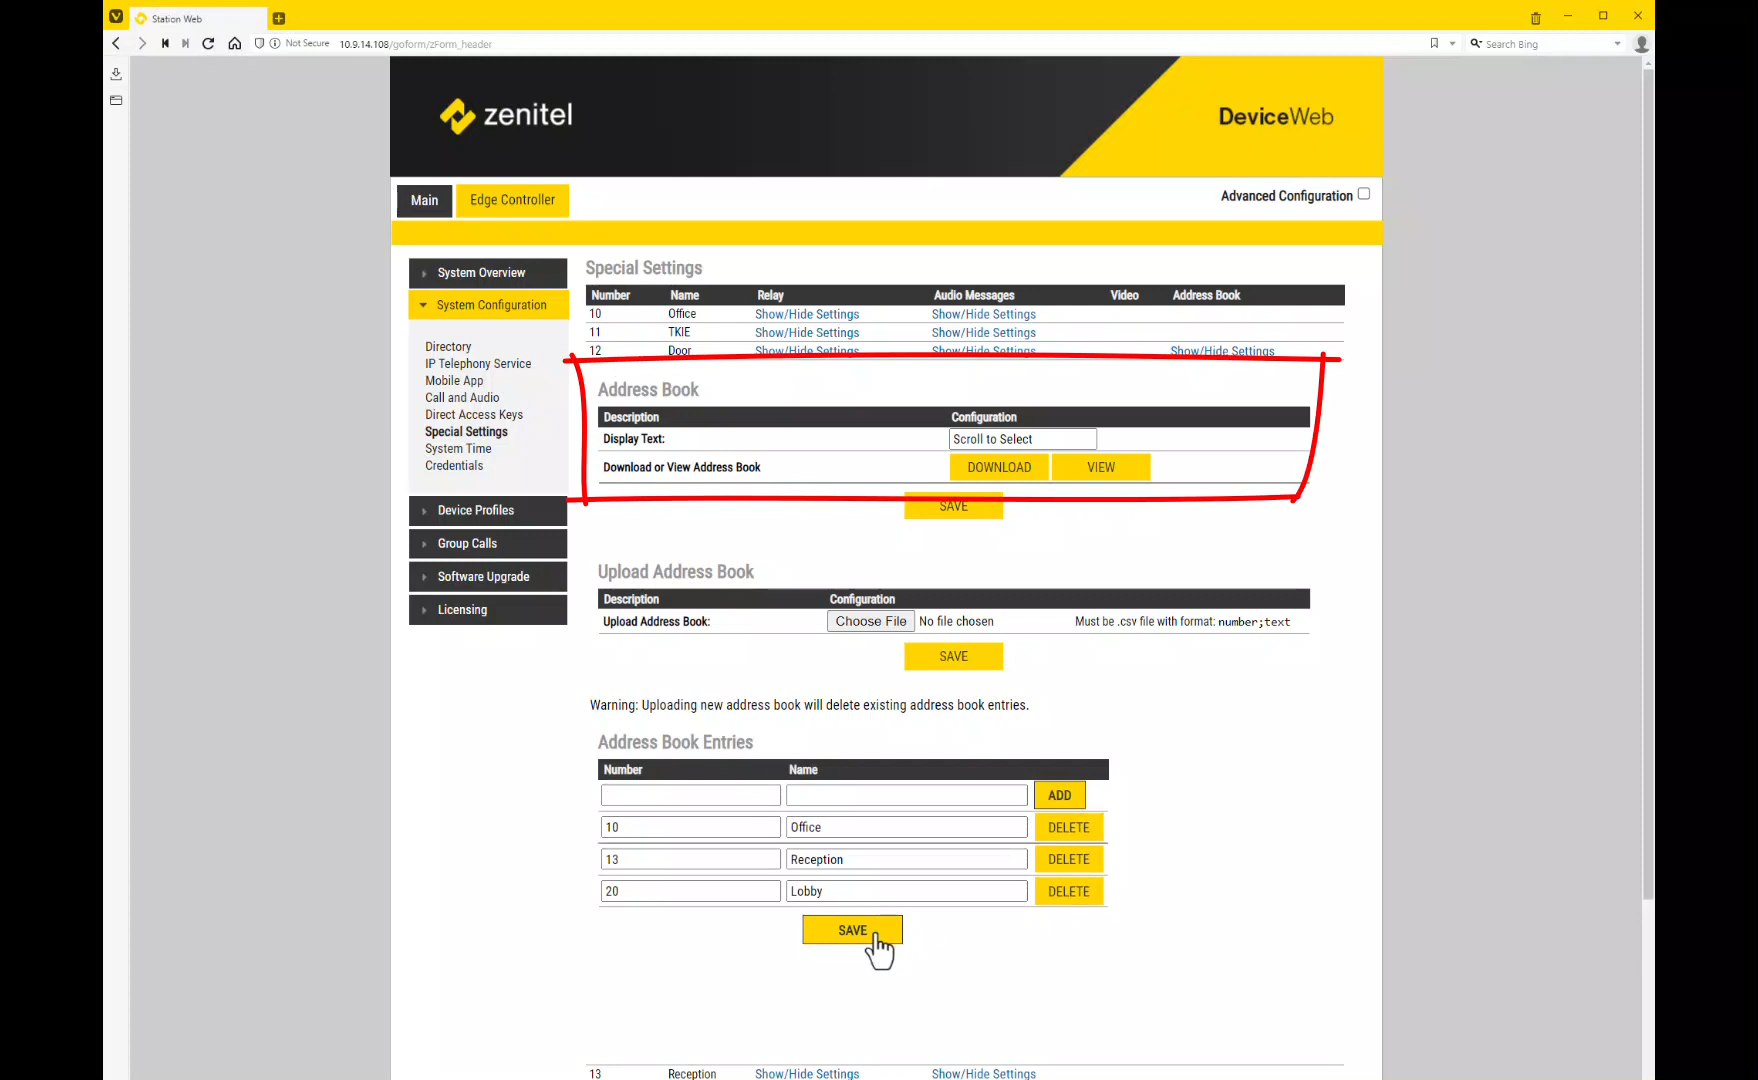 Station Web
Not Secure 10.9.14.108/goform/zForm_header
Search Bing
zenitel
DeviceWeb
Main Edge Controller
Advanced Configuration
System Overview
System Configuration
Directory
IP Telephony Service
Mobile App
Call and Audio
Direct Access Keys
Special Settings
System Time
Credentials
Device Profiles
Group Calls
Software Upgrade
Licensing
Special Settings
Number Name Relay Audio Messages Video Address Book
10 Office Show/Hide Settings Show/Hide Settings
11 TKIE Show/Hide Settings Show/Hide Settings
12 Door Show/Hide Settings Show/Hide Settings Show/Hide Settings
Address Book
Description Configuration
Display Text: Scroll to Select
Download or View Address Book DOWNLOAD VIEW
SAVE
Upload Address Book
Description Configuration
Upload Address Book: Choose File No file chosen Must be .csv file with format: number;text
SAVE
Warning: Uploading new address book will delete existing address book entries.
Address Book Entries
Number Name
ADD
10 Office DELETE
13 Reception DELETE
20 Lobby DELETE
SAVE
13 Reception Show/Hide Settings Show/Hide Settings